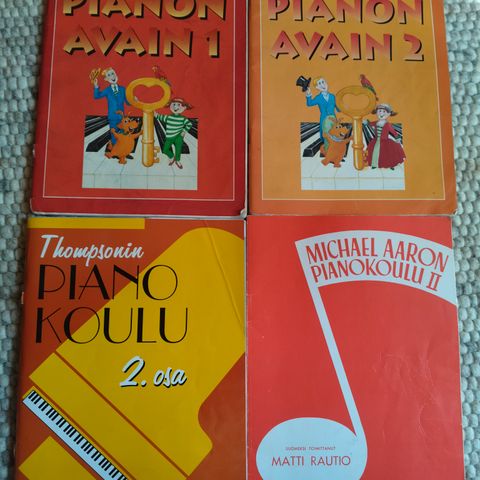 PIANON
AVAIN 1
PIANON
AVAIN 2
Thompsonin
PIANO
KOULU
2. osa
MICHAEL AARON
PIANOKOULU II
SUOMEKSI TOIMITTANUT
MATTI RAUTIO